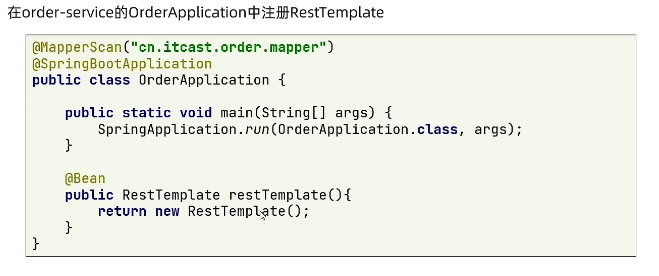 在order-service的OrderApplication中注册RestTemplate
@MapperScan("cn.itcast.order.mapper")
@SpringBootApplication
public class OrderApplication {
    public static void main(String[] args) {
        SpringApplication.run(OrderApplication.class, args);
    }
    @Bean
    public RestTemplate restTemplate(){
        return new RestTemplate();
    }
}